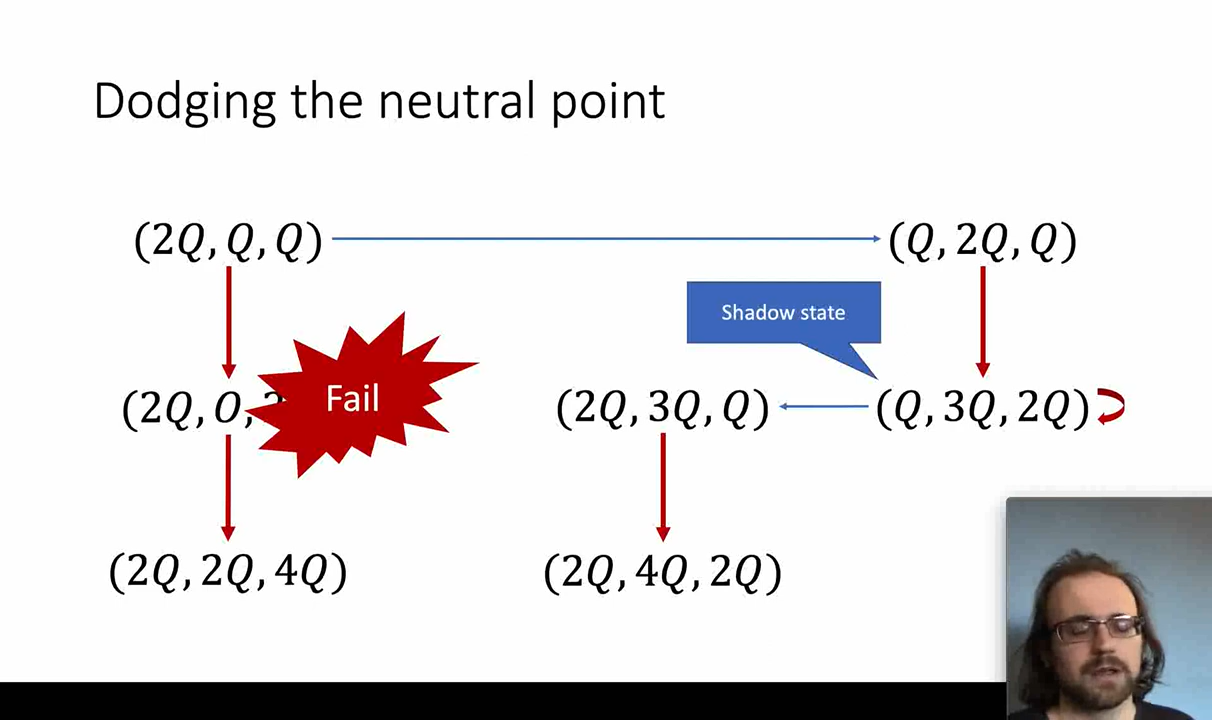 Dodging the neutral point
(2Q, Q, Q)
(Q, 2Q, Q)
Shadow state
(2Q, O, 2
Fail
(2Q, 3Q, Q)
(Q, 3Q, 2Q)
(2Q, 2Q, 4Q)
(2Q, 4Q, 2Q)